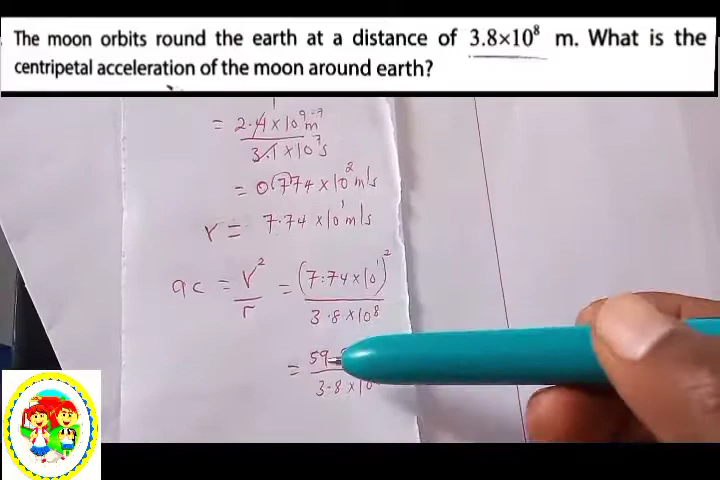 The moon orbits round the earth at a distance of 3.8×10⁸ m. What is the
centripetal acceleration of the moon around earth?
= 2.4 × 10⁹⁻⁷ m
3.1 × 10⁷ s
= 0.774 × 10² m/s
v = 7.74 × 10¹ m/s
ac = v² / r = (7.74 × 10¹)² / 3.8 × 10⁸
= 59
3.8 × 10